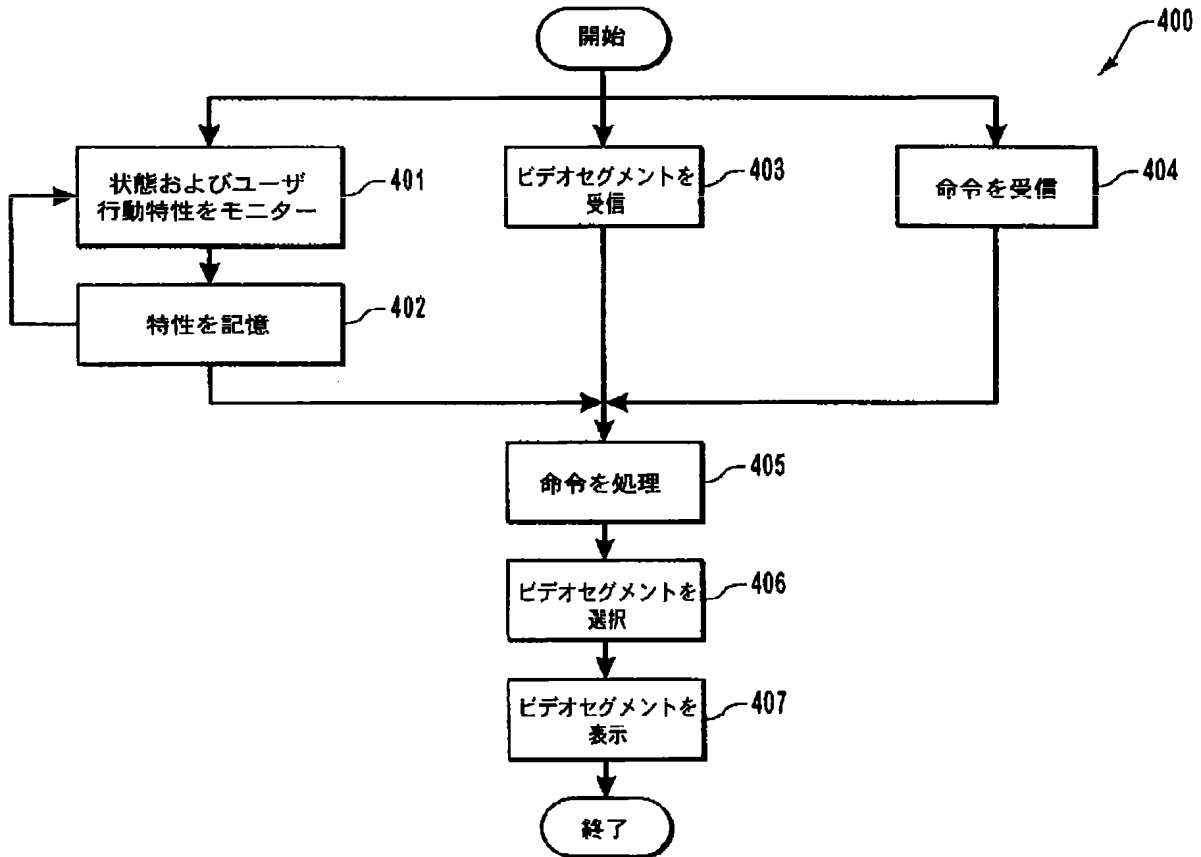 開始
400
状態およびユーザ
行動特性をモニター
401
ビデオセグメントを
受信
403
命令を受信
404
特性を記憶
402
命令を処理
405
ビデオセグメントを
選択
406
ビデオセグメントを
表示
407
終了